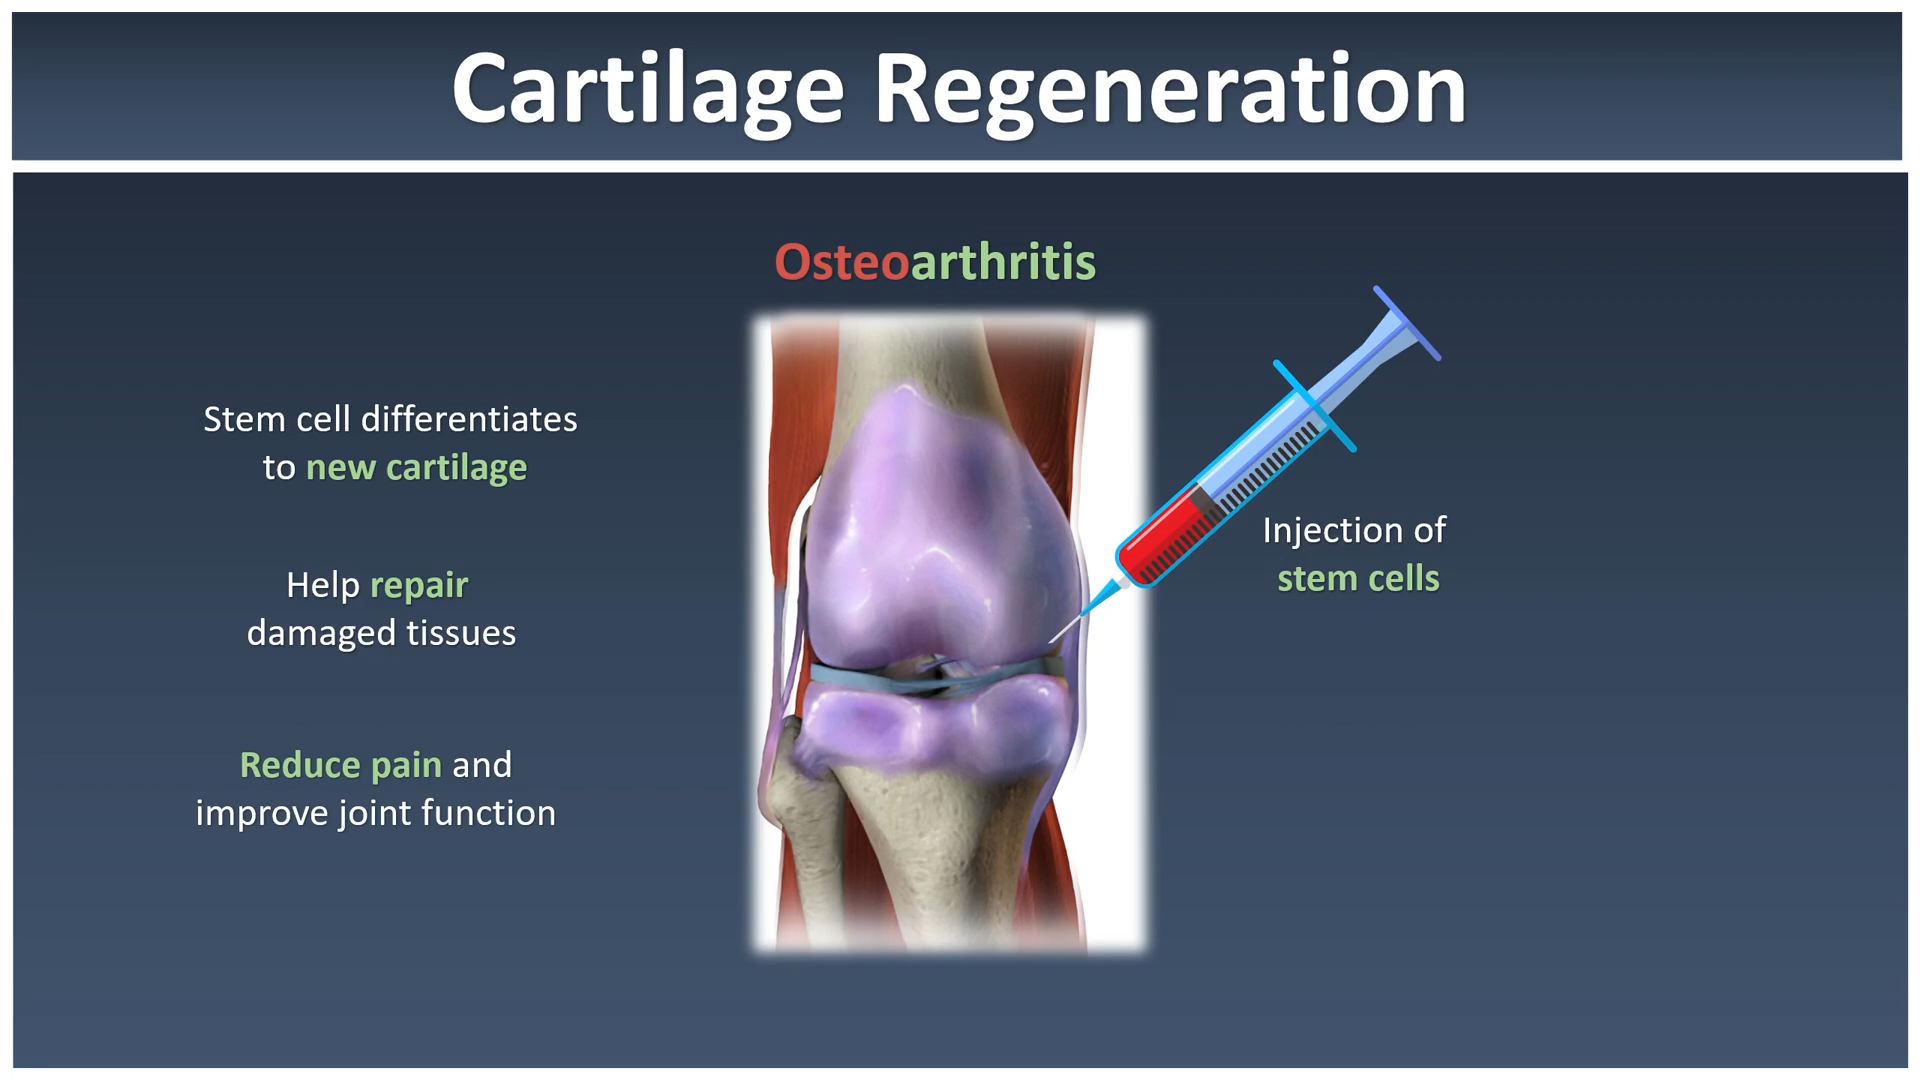 Cartilage Regeneration
Osteoarthritis
Stem cell differentiates
to new cartilage
Help repair
damaged tissues
Reduce pain and
improve joint function
Injection of
stem cells